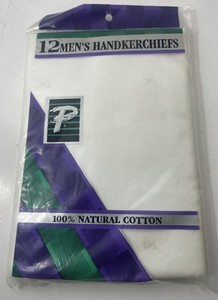 12 MEN'S HANDKERCHIEFS
P
100% NATURAL COTTON